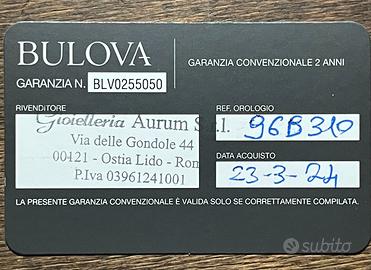 BULOVA
GARANZIA CONVENZIONALE 2 ANNI
GARANZIA N. BLV0255050
RIVENDITORE
Gioielleria Aurum S.r.l.
Via delle Gondole 44
00121 - Ostia Lido - Rom
P.Iva 03961241001
REF. OROLOGIO
96B310
DATA ACQUISTO
23-3-24
LA PRESENTE GARANZIA CONVENZIONALE È VALIDA SOLO SE CORRETTAMENTE COMPILATA.
subito